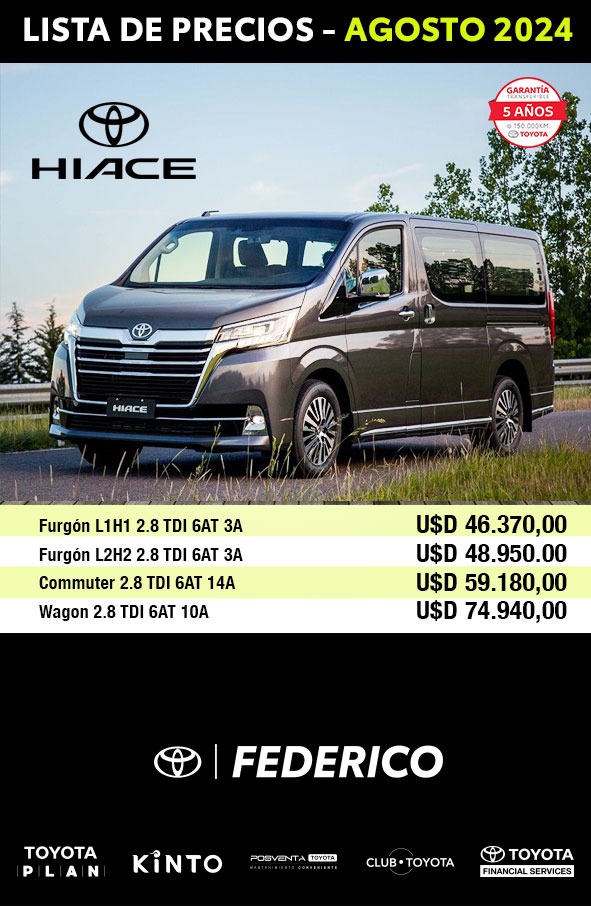 LISTA DE PRECIOS - AGOSTO 2024
GARANTÍA
TRANSFERIBLE
5 AÑOS
o 150.000KM.
TOYOTA
HIACE
HIACE
Furgón L1H1 2.8 TDI 6AT 3A U$D 46.370,00
Furgón L2H2 2.8 TDI 6AT 3A U$D 48.950.00
Commuter 2.8 TDI 6AT 14A U$D 59.180,00
Wagon 2.8 TDI 6AT 10A U$D 74.940,00
FEDERICO
TOYOTA
PLAN
KINTO
POSVENTA TOYOTA
MANTENIMIENTO CONVENIENTE
CLUB TOYOTA
TOYOTA
FINANCIAL SERVICES